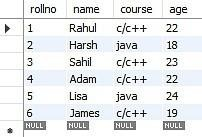 rollno name course age
1 Rahul c/c++ 22
2 Harsh java 18
3 Sahil c/c++ 23
4 Adam c/c++ 22
5 Lisa java 24
6 James c/c++ 19
NULL NULL NULL NULL